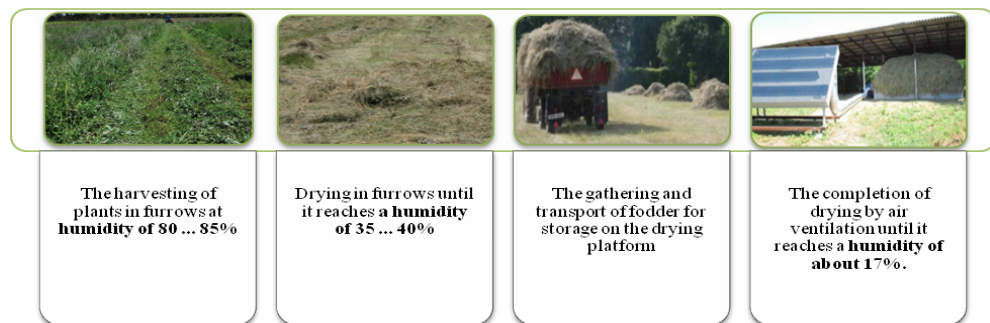 The harvesting of
plants in furrows at
humidity of 80 ... 85%
Drying in furrows until
it reaches a humidity
of 35 ... 40%
The gathering and
transport of fodder for
storage on the drying
platform
The completion of
drying by air
ventilation until it
reaches a humidity of
about 17%.